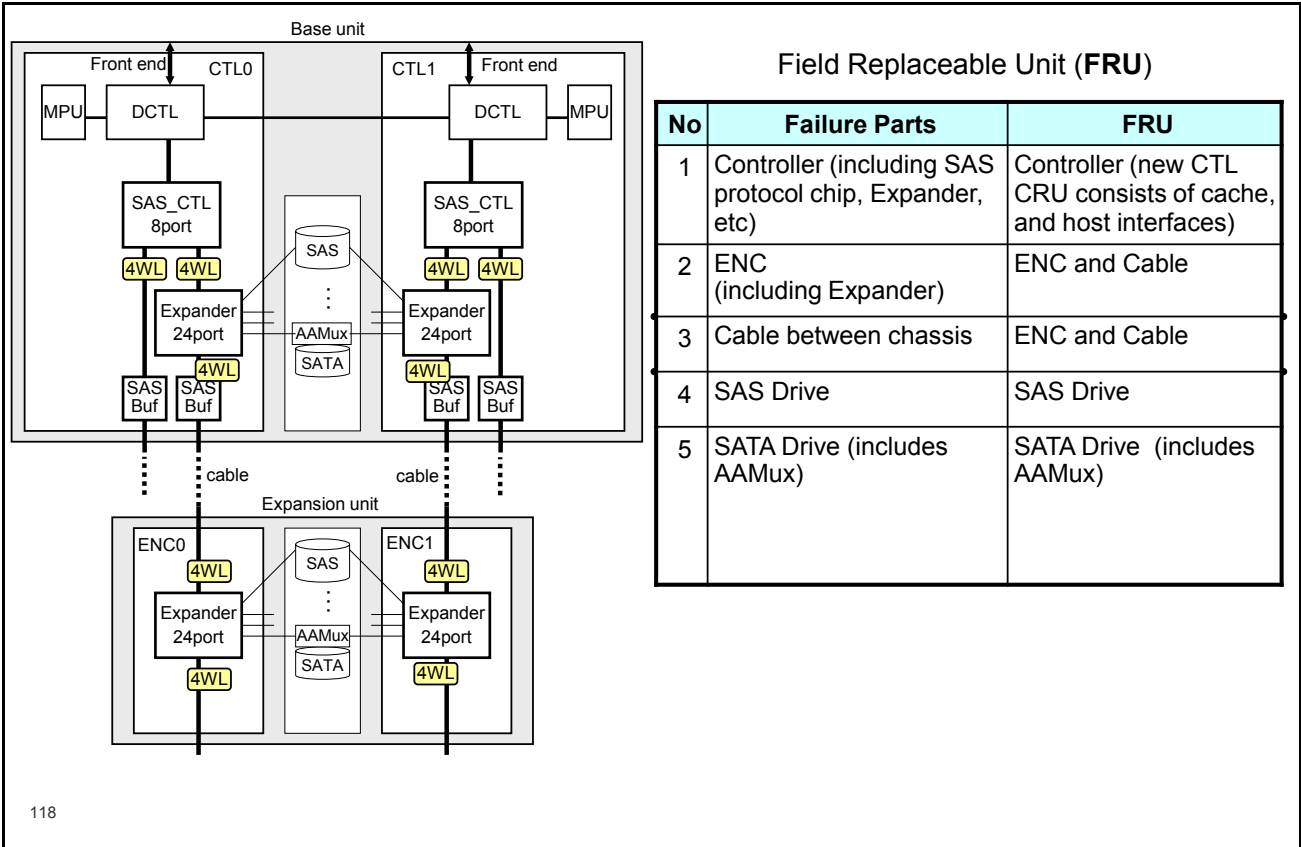 Base unit
Front end
CTL0
CTL1
Front end
MPU
DCTL
DCTL
MPU
SAS_CTL
8port
SAS_CTL
8port
SAS
4WL
4WL
4WL
4WL
Expander
24port
⋮
AAMux
SATA
Expander
24port
4WL
4WL
SAS
Buf
SAS
Buf
SAS
Buf
SAS
Buf
cable
cable
Expansion unit
ENC0
ENC1
SAS
4WL
4WL
Expander
24port
⋮
AAMux
SATA
Expander
24port
4WL
4WL
Field Replaceable Unit (FRU)
No Failure Parts FRU
1 Controller (including SAS Controller (new CTL
protocol chip, Expander, CRU consists of cache,
etc) and host interfaces)
2 ENC ENC and Cable
(including Expander)
3 Cable between chassis ENC and Cable
4 SAS Drive SAS Drive
5 SATA Drive (includes SATA Drive (includes
AAMux) AAMux)
118